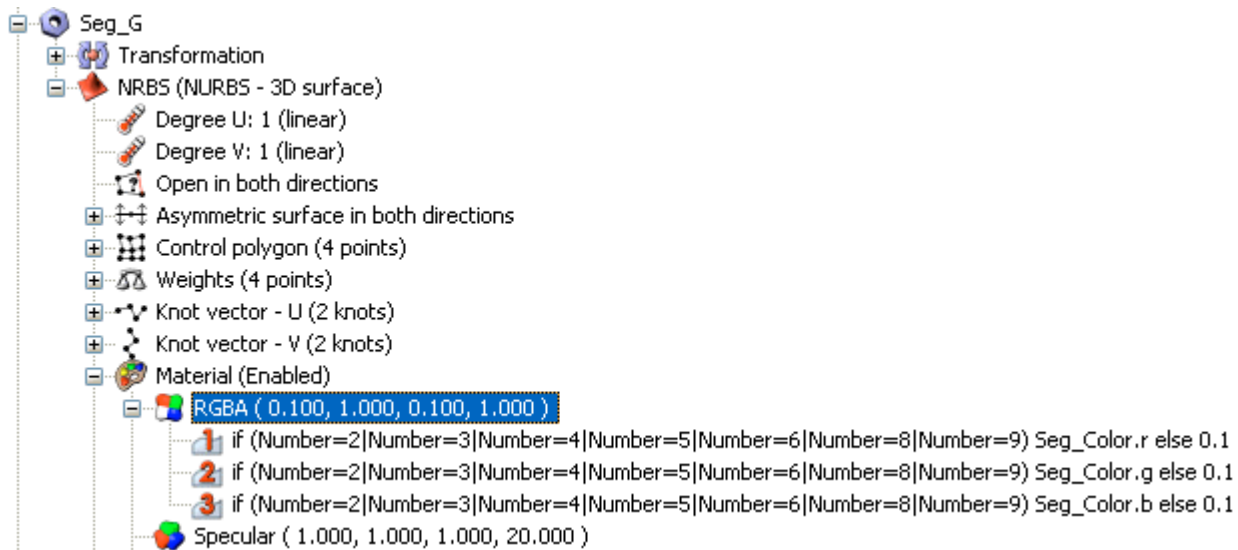 Seg_G
Transformation
NRBS (NURBS - 3D surface)
Degree U: 1 (linear)
Degree V: 1 (linear)
Open in both directions
Asymmetric surface in both directions
Control polygon (4 points)
Weights (4 points)
Knot vector - U (2 knots)
Knot vector - V (2 knots)
Material (Enabled)
RGBA ( 0.100, 1.000, 0.100, 1.000 )
1 if (Number=2|Number=3|Number=4|Number=5|Number=6|Number=8|Number=9) Seg_Color.r else 0.1
2 if (Number=2|Number=3|Number=4|Number=5|Number=6|Number=8|Number=9) Seg_Color.g else 0.1
3 if (Number=2|Number=3|Number=4|Number=5|Number=6|Number=8|Number=9) Seg_Color.b else 0.1
Specular ( 1.000, 1.000, 1.000, 20.000 )